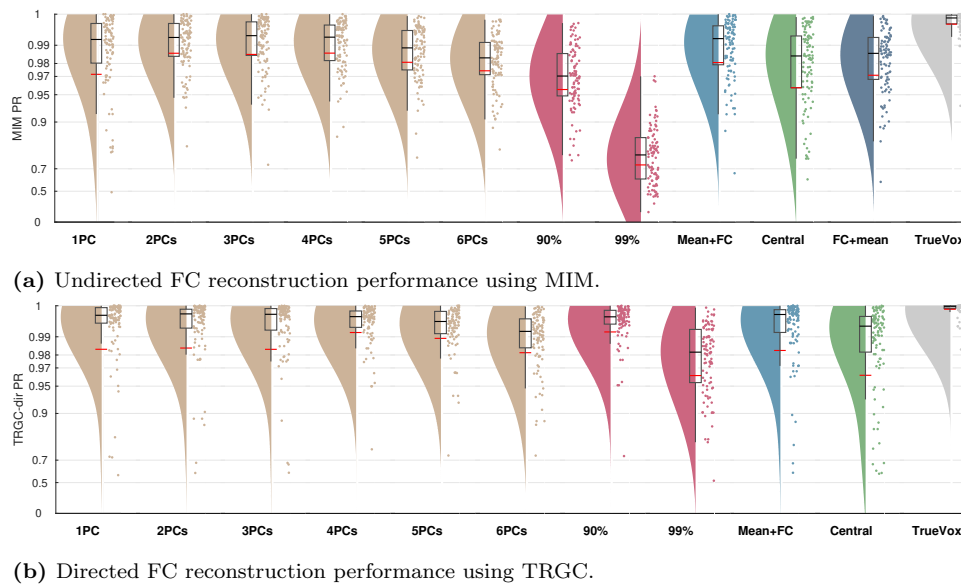 1
0.99
0.98
0.97
0.95
0.9
0.7
0.5
0
MIM PR
1PC 2PCs 3PCs 4PCs 5PCs 6PCs 90% 99% Mean+FC Central FC+mean TrueVox
(a) Undirected FC reconstruction performance using MIM.
1
0.99
0.98
0.95
0.9
0.7
0.5
0
TRGC-dir PR
1PC 2PCs 3PCs 4PCs 5PCs 6PCs 90% 99% Mean+FC Central TrueVox
(b) Directed FC reconstruction performance using TRGC.